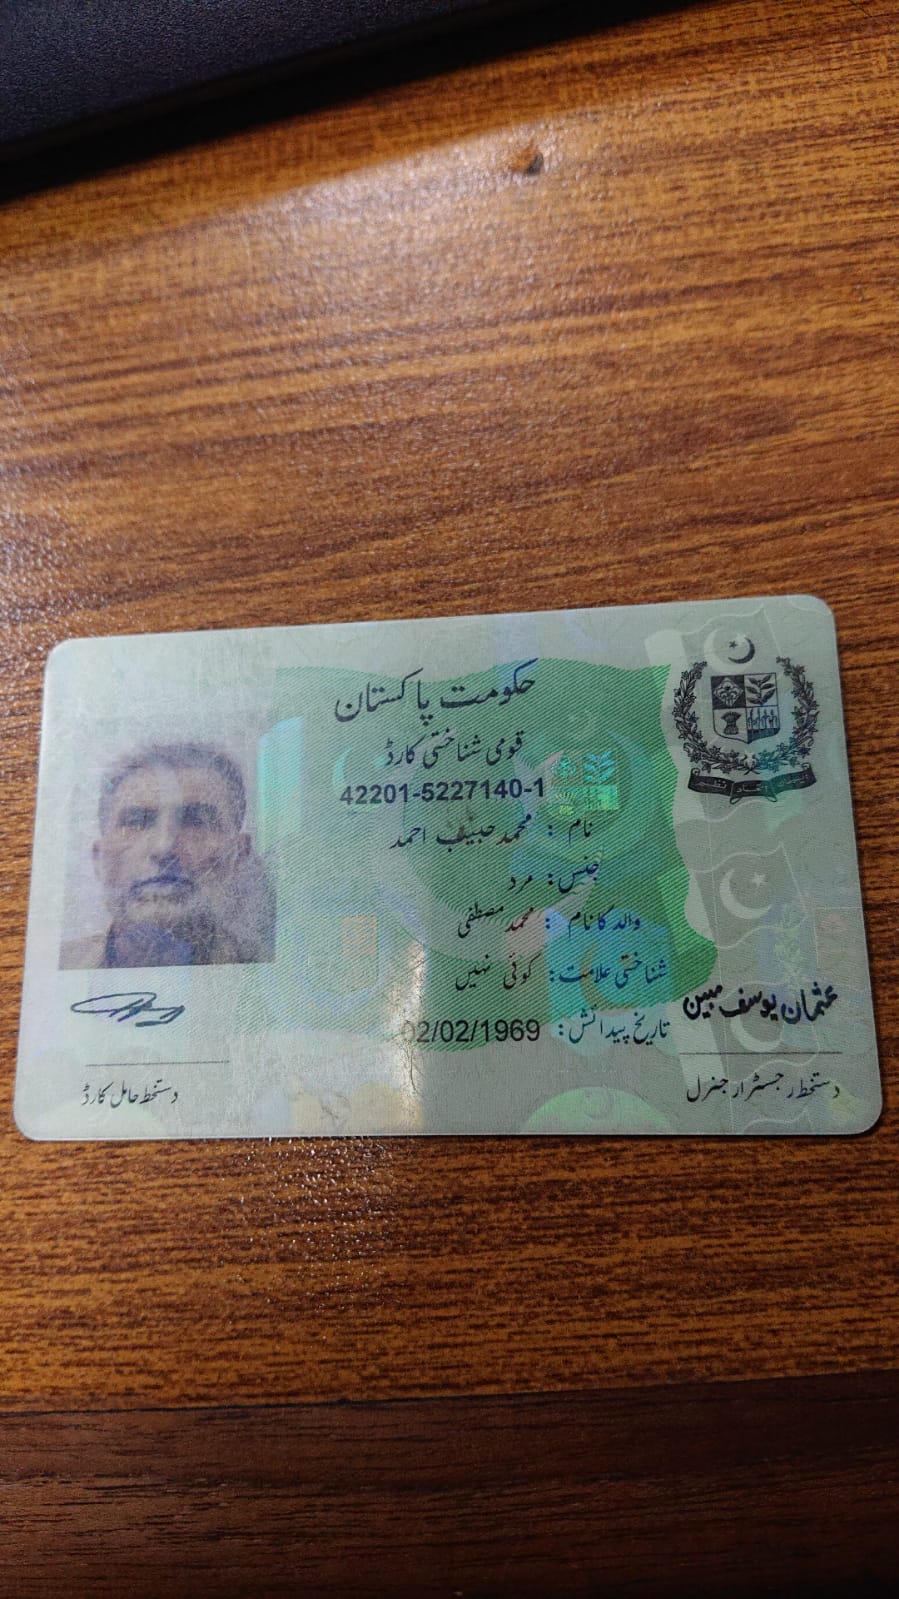 حکومت پاکستان
قومی شناختی کارڈ
42201-5227140-1
نام : محمد حبیب احمد
جنس: مرد
والد کا نام : محمد مصطفی
شناختی علامت: کوئی نہیں
تاریخ پیدائش: 02/02/1969
عثمان یوسف مبین
دستخط رجسٹرار جنرل
دستخط حامل کارڈ